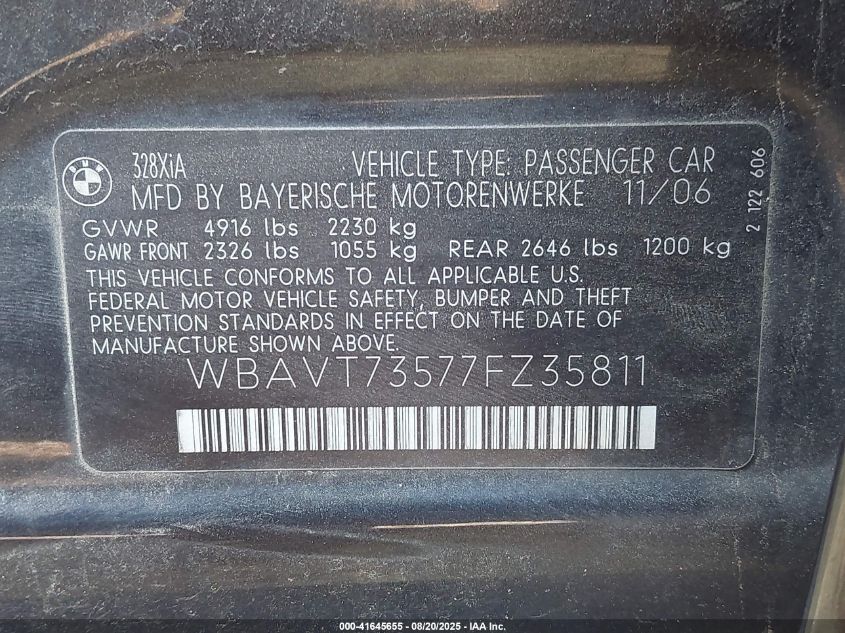 BMW
328XiA VEHICLE TYPE: PASSENGER CAR
MFD BY BAYERISCHE MOTORENWERKE 11/06
GVWR 4916 lbs 2230 kg
GAWR FRONT 2326 lbs 1055 kg REAR 2646 lbs 1200 kg
THIS VEHICLE CONFORMS TO ALL APPLICABLE U.S.
FEDERAL MOTOR VEHICLE SAFETY, BUMPER AND THEFT
PREVENTION STANDARDS IN EFFECT ON THE DATE OF
MANUFACTURE SHOWN ABOVE.
WBAVT73577FZ35811
2 122 606
000-41645655 - 08/20/2025 - IAA Inc.